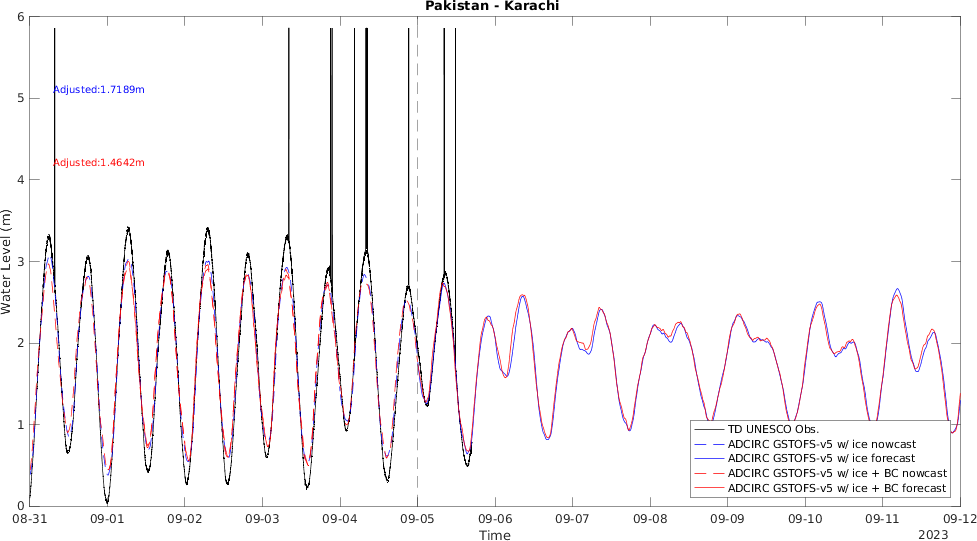 Pakistan - Karachi
6
5
4
3
2
1
0
Water Level (m)
Adjusted:1.7189m
Adjusted:1.4642m
TD UNESCO Obs.
ADCIRC GSTOFS-v5 w/ ice nowcast
ADCIRC GSTOFS-v5 w/ ice forecast
ADCIRC GSTOFS-v5 w/ ice + BC nowcast
ADCIRC GSTOFS-v5 w/ ice + BC forecast
08-31 09-01 09-02 09-03 09-04 09-05 09-06 09-07 09-08 09-09 09-10 09-11 09-12
Time
2023